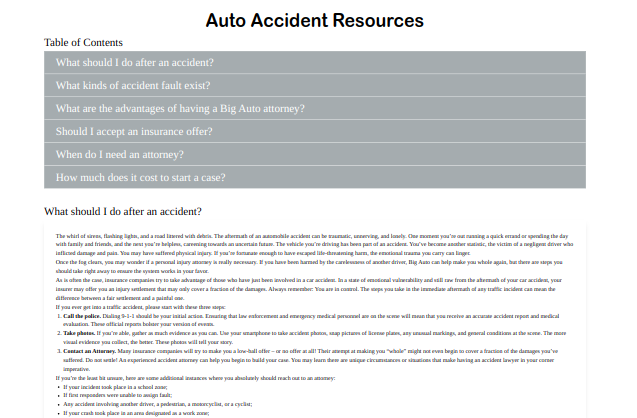 Auto Accident Resources
Table of Contents
What should I do after an accident?
What kinds of accident fault exist?
What are the advantages of having a Big Auto attorney?
Should I accept an insurance offer?
When do I need an attorney?
How much does it cost to start a case?
What should I do after an accident?
The whirl of sirens, flashing lights, and a road littered with debris. The aftermath of an automobile accident can be traumatic, unnerving, and lonely. One moment you're out running a quick errand or spending the day
with family and friends, and the next you're helpless, careening towards an uncertain future. The vehicle you're driving has been part of an accident. You've become another statistic, the victim of a negligent driver who
inflicted damage and pain. You may have suffered physical injury. If you're fortunate enough to have escaped life-threatening harm, the emotional trauma you carry can linger.
Once the fog clears, you may wonder if a personal injury attorney is really necessary. If you have been harmed by the carelessness of another driver, Big Auto can help make you whole again, but there are steps you
should take right away to ensure the system works in your favor.
As is often the case, insurance companies try to take advantage of those who have just been involved in a car accident. In a state of emotional vulnerability and still raw from the aftermath of your car accident, your
insurer may offer you an instant settlement that may only cover a fraction of the damages. Always remember: You are in control. The steps you take in the immediate aftermath of any traffic incident can mean the
difference between a fair settlement and a painful one.
If you ever get into a traffic accident, please start with these three steps:
1. Call the police. Dialing 9-1-1 should be your initial action. Ensuring that law enforcement and emergency medical personnel are on the scene will mean that you receive an accurate accident report and medical
evaluation. These official reports bolster your version of events.
2. Take photos. If you're able, gather as much evidence as you can. Use your smartphone to take accident photos, snap pictures of license plates, any unusual markings, and general conditions at the scene. The more
visual evidence you collect, the better. These photos will tell your story.
3. Contact an Attorney. Many insurance companies will try to make you a low-ball offer – or no offer at all! Their attempt at making you “whole” might not even begin to cover a fraction of the damages you've
suffered. Do not settle! An experienced accident attorney can help you begin to build your case. You may learn there are unique circumstances or situations that make having an accident lawyer in your corner
imperative.
If you're the least bit unsure, here are some additional instances where you absolutely should reach out to an attorney:
• If your incident took place in a school zone;
• If first responders were unable to assign fault;
• Any accident involving another driver, a pedestrian, a motorcyclist, or a cyclist;
• If your crash took place in an area designated as a work zone;